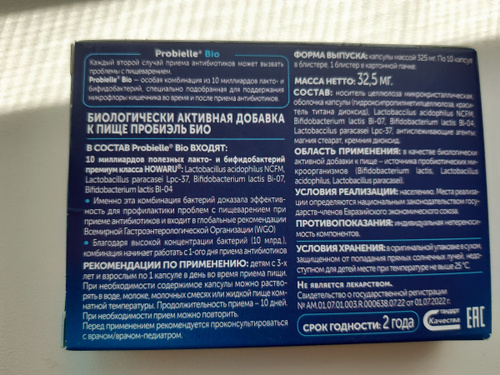 Probielle® Bio
Каждый второй случай приема антибиотиков может вызвать
проблемы с пищеварением.
Probielle® Bio — особая комбинация из 10 миллиардов лакто- и
бифидобактерий, специально подобранная для поддержания
микрофлоры кишечника во время и после приема антибиотиков.
БИОЛОГИЧЕСКИ АКТИВНАЯ ДОБАВКА
К ПИЩЕ ПРОБИЭЛЬ БИО
В СОСТАВ Probielle® Bio ВХОДЯТ:
10 миллиардов полезных лакто- и бифидобактерий
премиум класса HOWARU®: Lactobacillus acidophilus NCFM,
Lactobacillus paracasei Lpc-37, Bifidobacterium lactis Bi-07,
Bifidobacterium lactis Bi-04
• Именно эта комбинация бактерий доказала эффектив-
ность для профилактики проблем с пищеварением при
приеме антибиотиков и входит в глобальные рекомендации
Всемирной Гастроэнтерологической Организации (WGO)
• Благодаря высокой концентрации бактерий (10 млрд.),
комбинация начинает работать с 1-ого дня приема антибиотиков
РЕКОМЕНДАЦИИ ПО ПРИМЕНЕНИЮ: детям с 3-х
лет и взрослым по 1 капсуле в день во время приема пищи.
При необходимости содержимое капсулы можно раство-
рять в воде, молоке, молочных смесях или жидкой пище ком-
натной температуры. Продолжительность приема – 10 дней.
При необходимости прием можно повторить.
Перед применением рекомендуется проконсультироваться
с врачом/врачом-педиатром.
ФОРМА ВЫПУСКА: капсулы массой 325 мг. По 10 капсул
в блистере, 1 блистер в картонной пачке.
МАССА НЕТТО: 32,5 мг.
СОСТАВ: носитель целлюлоза микрокристаллическая,
оболочка капсулы (гидроксипропилметилцеллюлоза, краси-
тель титана диоксид), Lactobacillus acidophilus NCFM,
Bifidobacterium lactis Bi-07, Bifidobacterium lactis Bi-04,
Lactobacillus paracasei Lpc-37, антислеживающие агенты:
магния стеарат, кремния диоксид.
ОБЛАСТЬ ПРИМЕНЕНИЯ: в качестве биологически
активной добавки к пище – источника пробиотических мик-
роорганизмов (Bifidobacterium lactis и Lactobacillus
acidophilus).
УСЛОВИЯ РЕАЛИЗАЦИИ: населению. Места реали-
зации определяются национальным законодательством госу-
дарств-членов Евразийского экономического союза.
ПРОТИВОПОКАЗАНИЯ: индивидуальная непереноси-
мость компонентов.
УСЛОВИЯ ХРАНЕНИЯ: в оригинальной упаковке в сухом,
защищенном от попадания прямых солнечных лучей, недо-
ступном для детей месте при температуре не выше 25 °С.
Не является лекарством.
Свидетельство о государственной регистрации
№ AM.01.07.01.003.R.000638.07.22 от 01.07.2022 г.
СРОК ГОДНОСТИ: 2 года
Стандарт
Качества
EAC